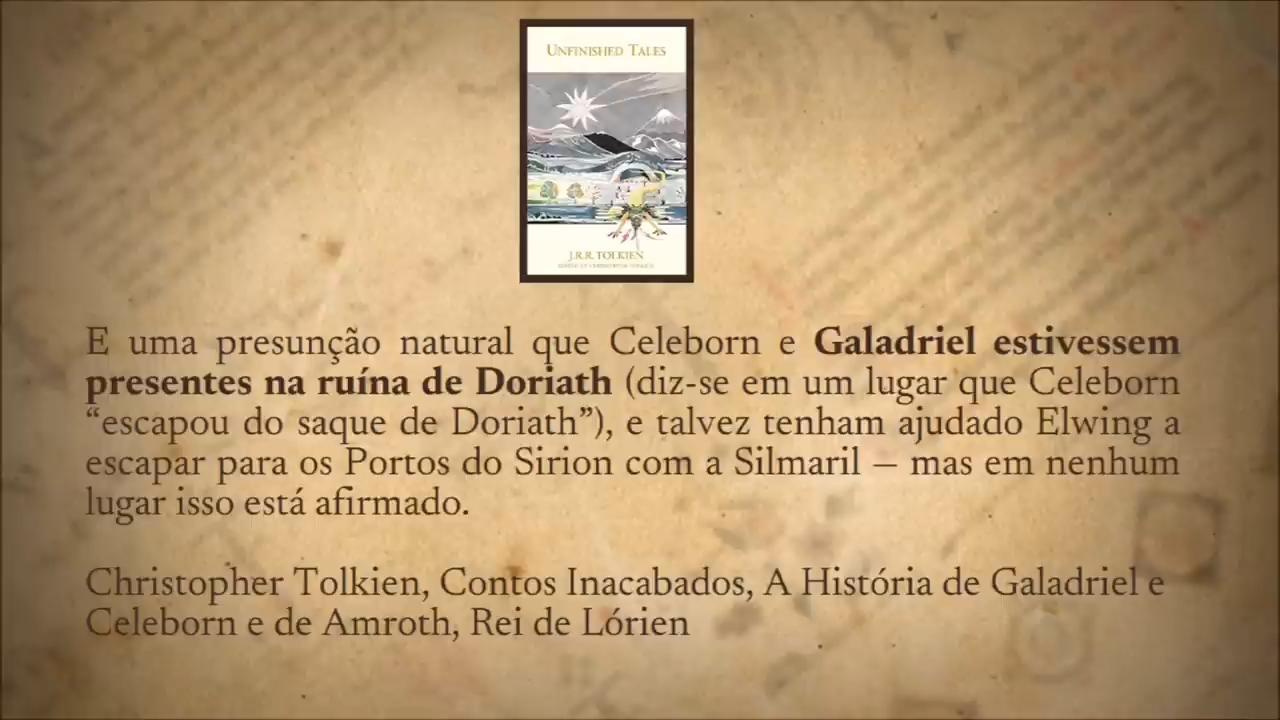 UNFINISHED TALES
J.R.R. TOLKIEN
E uma presunção natural que Celeborn e Galadriel estivessem
presentes na ruína de Doriath (diz-se em um lugar que Celeborn
“escapou do saque de Doriath”), e talvez tenham ajudado Elwing a
escapar para os Portos do Sirion com a Silmaril — mas em nenhum
lugar isso está afirmado.
Christopher Tolkien, Contos Inacabados, A História de Galadriel e
Celeborn e de Amroth, Rei de Lórien